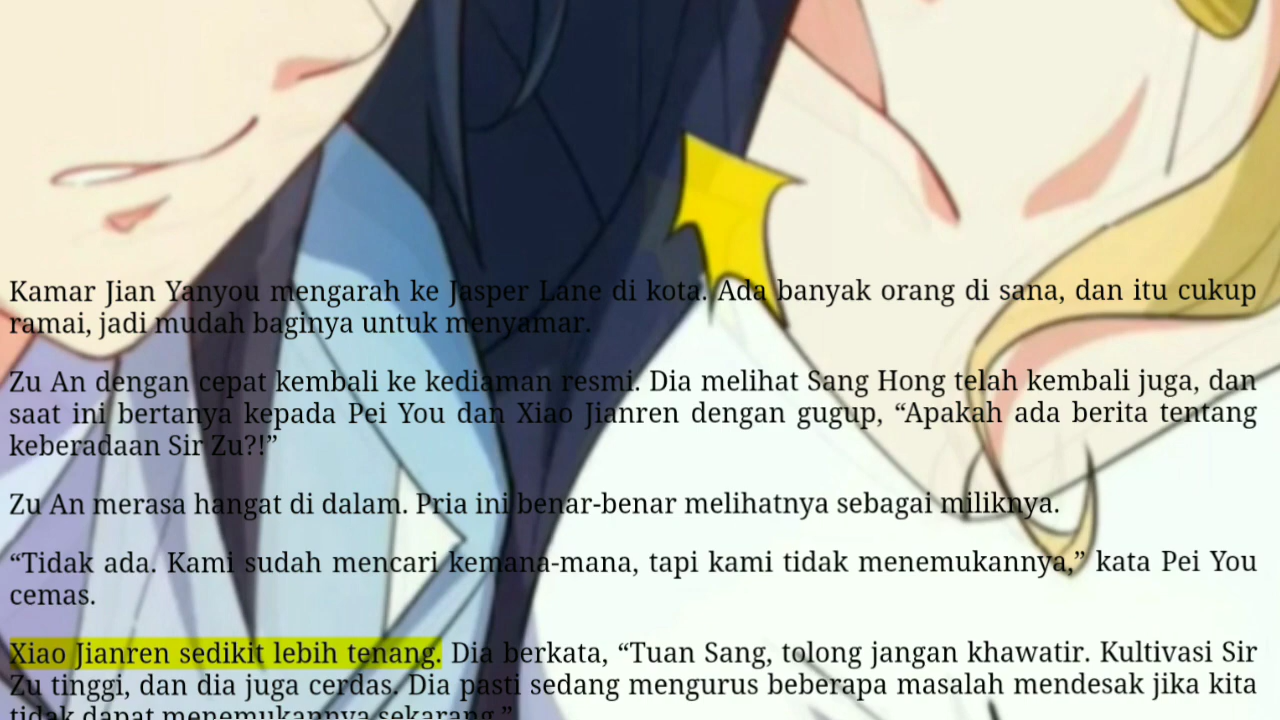 Kamar Jian Yanyou mengarah ke Jasper Lane di kota. Ada banyak orang di sana, dan itu cukup
ramai, jadi mudah baginya untuk menyamar.
Zu An dengan cepat kembali ke kediaman resmi. Dia melihat Sang Hong telah kembali juga, dan
saat ini bertanya kepada Pei You dan Xiao Jianren dengan gugup, “Apakah ada berita tentang
keberadaan Sir Zu?!”
Zu An merasa hangat di dalam. Pria ini benar-benar melihatnya sebagai miliknya.
“Tidak ada. Kami sudah mencari kemana-mana, tapi kami tidak menemukannya,” kata Pei You
cemas.
Xiao Jianren sedikit lebih tenang. Dia berkata, “Tuan Sang, tolong jangan khawatir. Kultivasi Sir
Zu tinggi, dan dia juga cerdas. Dia pasti sedang mengurus beberapa masalah mendesak jika kita
tidak dapat menemukannya sekarang.”